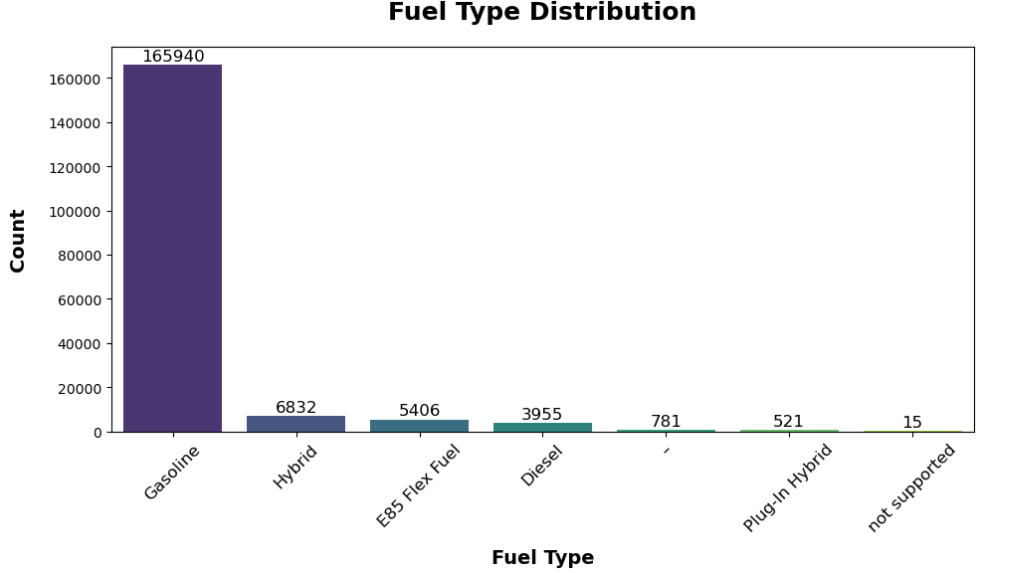 Fuel Type Distribution
Count
160000
140000
120000
100000
80000
60000
40000
20000
0
165940
6832
5406
3955
781
521
15
Gasoline
Hybrid
E85 Flex Fuel
Diesel
–
Plug-In Hybrid
not supported
Fuel Type